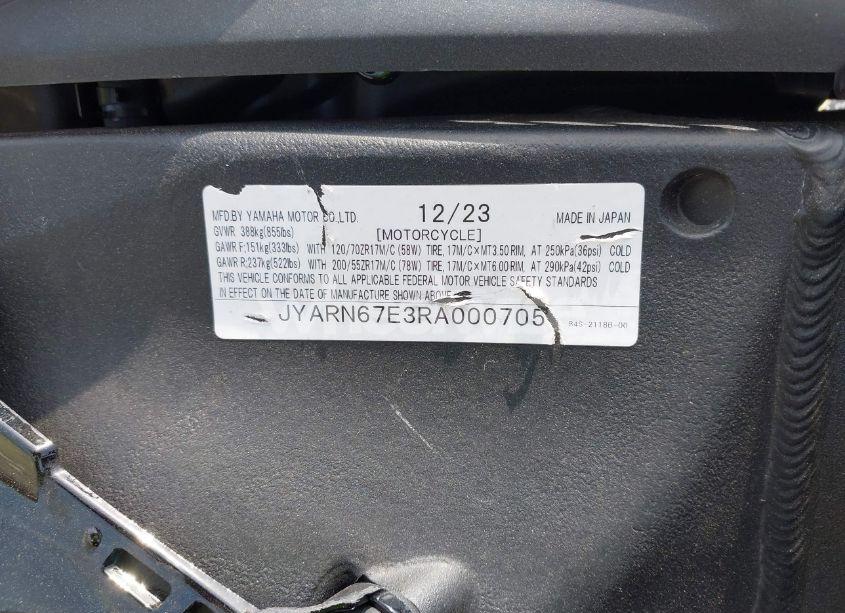 MFD.BY YAMAHA MOTOR CO.,LTD. 12/23 MADE IN JAPAN
GVWR 388kg(855lbs) [MOTORCYCLE]
GAWR F:151kg(333lbs) WITH 120/70ZR17M/C (58W) TIRE, 17M/C×MT3.50 RIM, AT 250kPa(36psi) COLD
GAWR R:237kg(522lbs) WITH 200/55ZR17M/C (78W) TIRE, 17M/C×MT6.00 RIM, AT 290kPa(42psi) COLD
THIS VEHICLE CONFORMS TO ALL APPLICABLE FEDERAL MOTOR VEHICLE SAFETY STANDARDS
IN EFFECT ON THE DATE OF MANUFACTURE SHOWN ABOVE
JYARN67E3RA000705 B4S-2118B-00